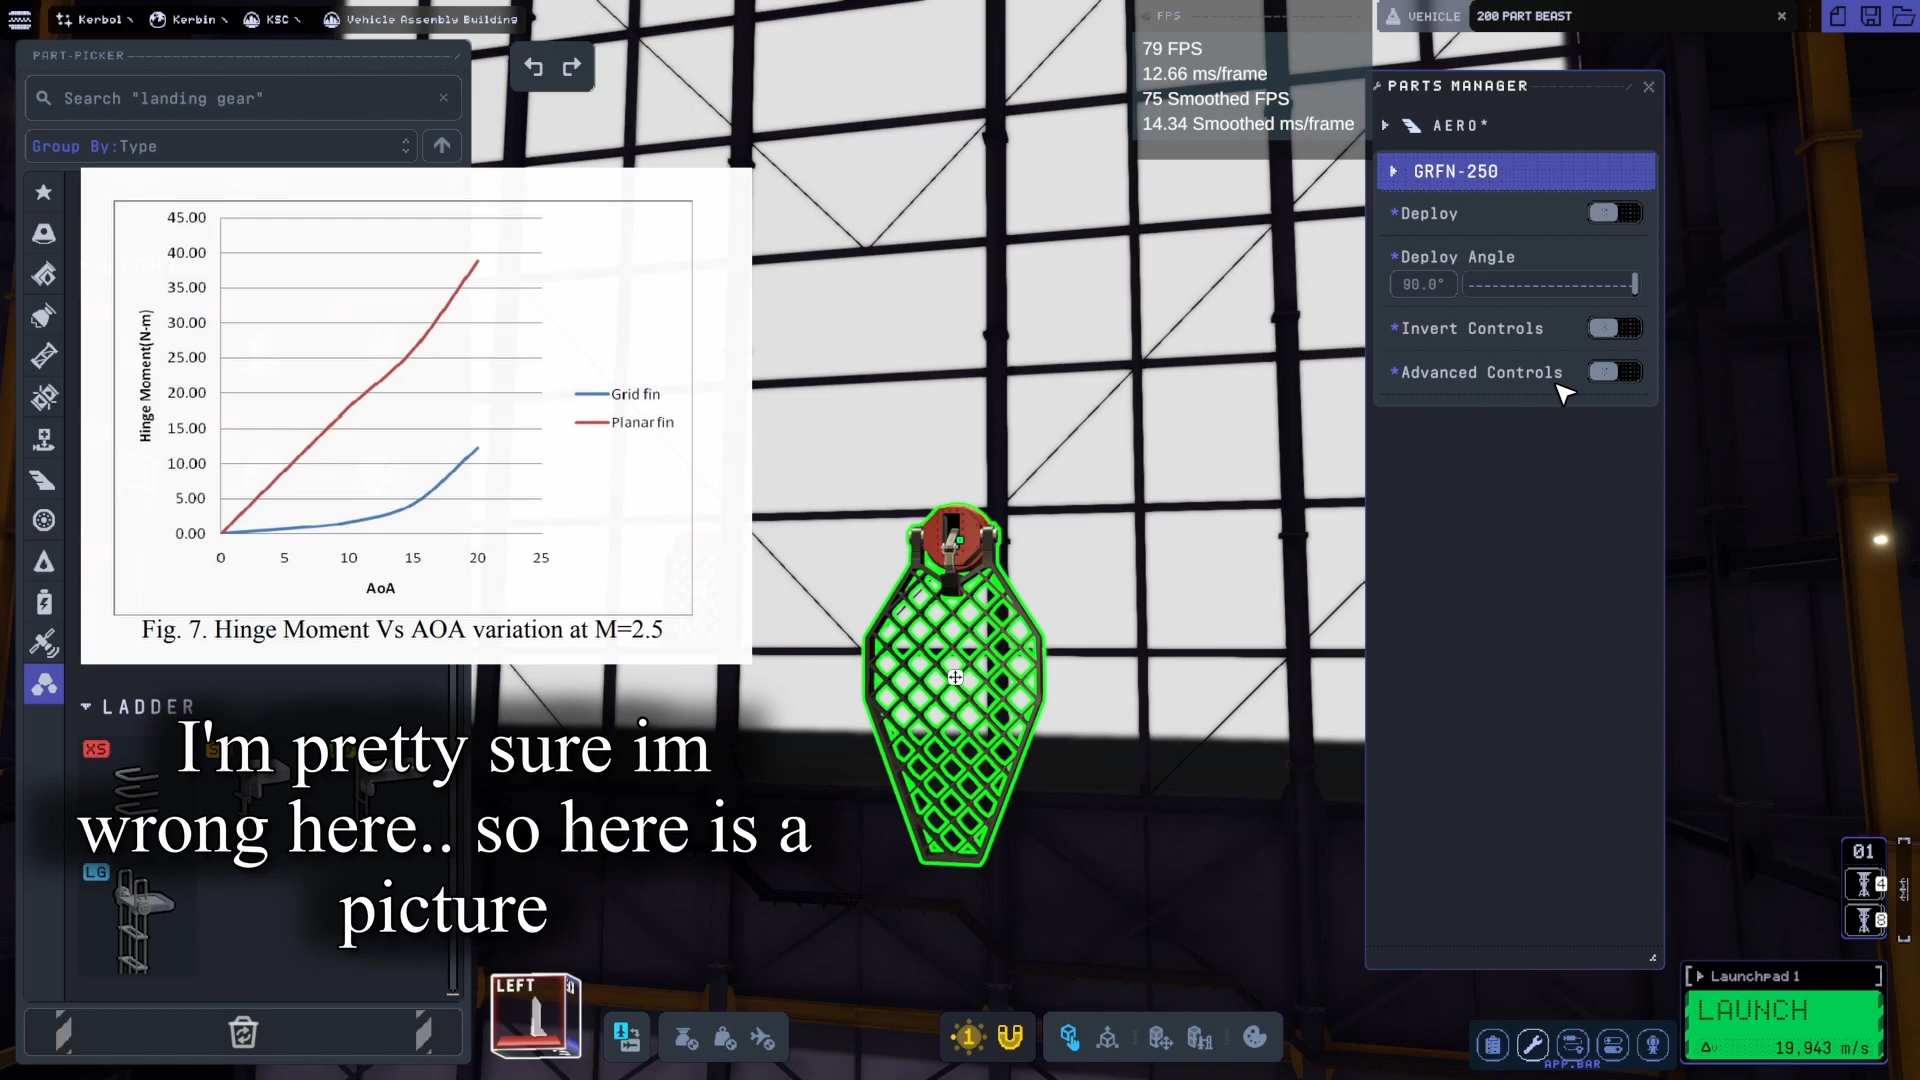 Kerbol
Kerbin
KSC
Vehicle Assembly Building
FPS
VEHICLE
200 PART BEAST
PART-PICKER
79 FPS
12.66 ms/frame
75 Smoothed FPS
14.34 Smoothed ms/frame
Search "landing gear"
Group By:Type
PARTS MANAGER
AERO*
GRFN-250
*Deploy
*Deploy Angle
90.0°
*Invert Controls
*Advanced Controls
45.00
40.00
35.00
30.00
25.00
20.00
15.00
10.00
5.00
0.00
Hinge Moment(N-m)
0 5 10 15 20 25
AoA
Grid fin
Planar fin
Fig. 7. Hinge Moment Vs AOA variation at M=2.5
LADDER
XS
I'm pretty sure im
wrong here.. so here is a
picture
LG
LEFT
1
01
4
8
Launchpad 1
LAUNCH
Δv 19,943 m/s
APP.BAR